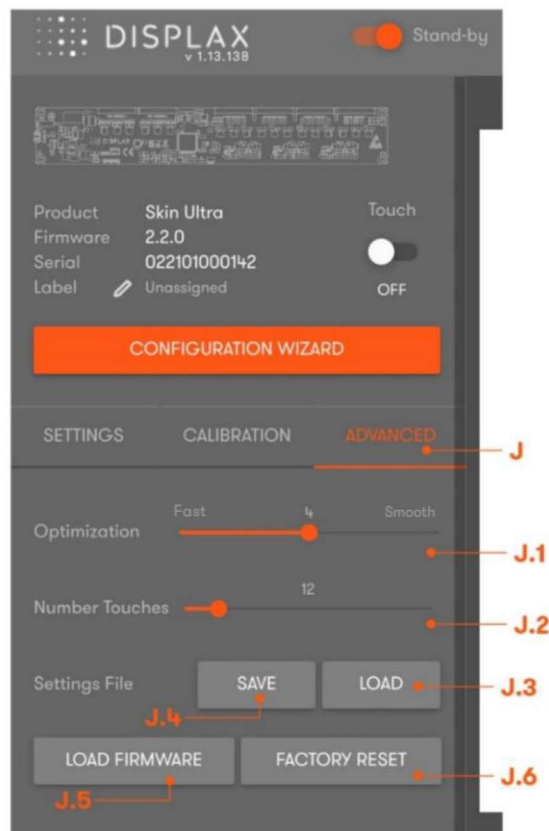 DISPLAX
v 1.13.138
Stand-by
Product Skin Ultra
Touch
Firmware 2.2.0
Serial 022101000142
Label Unassigned
OFF
CONFIGURATION WIZARD
SETTINGS CALIBRATION ADVANCED
J
Fast 4 Smooth
Optimization
J.1
12
Number Touches
J.2
Settings File SAVE LOAD
J.3
J.4
LOAD FIRMWARE FACTORY RESET
J.5
J.6